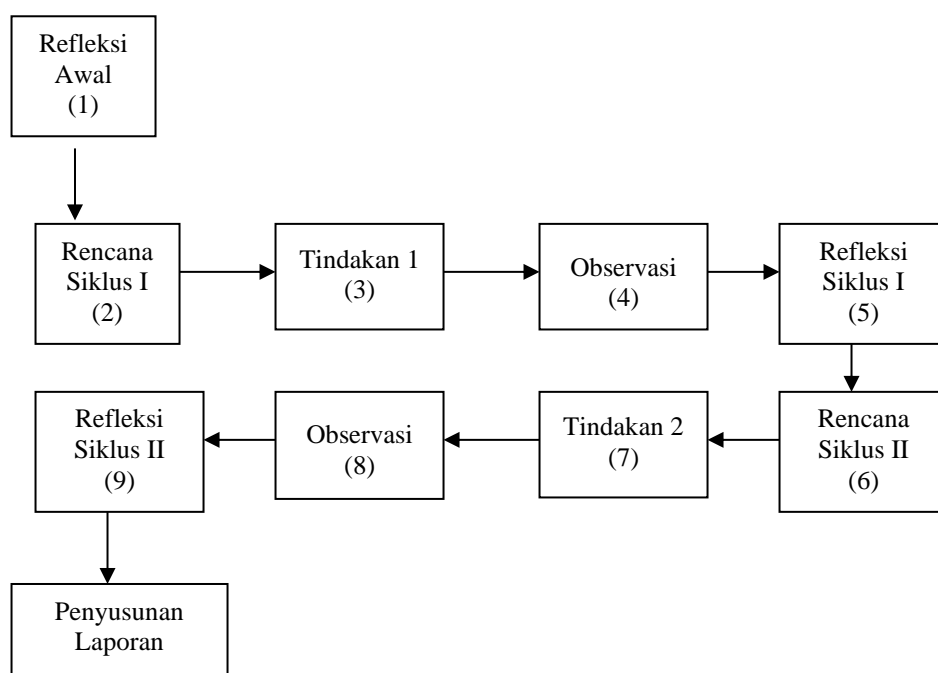 Refleksi
Awal
(1)
Rencana
Siklus I
(2)
Tindakan 1
(3)
Observasi
(4)
Refleksi
Siklus I
(5)
Rencana
Siklus II
(6)
Tindakan 2
(7)
Observasi
(8)
Refleksi
Siklus II
(9)
Penyusunan
Laporan